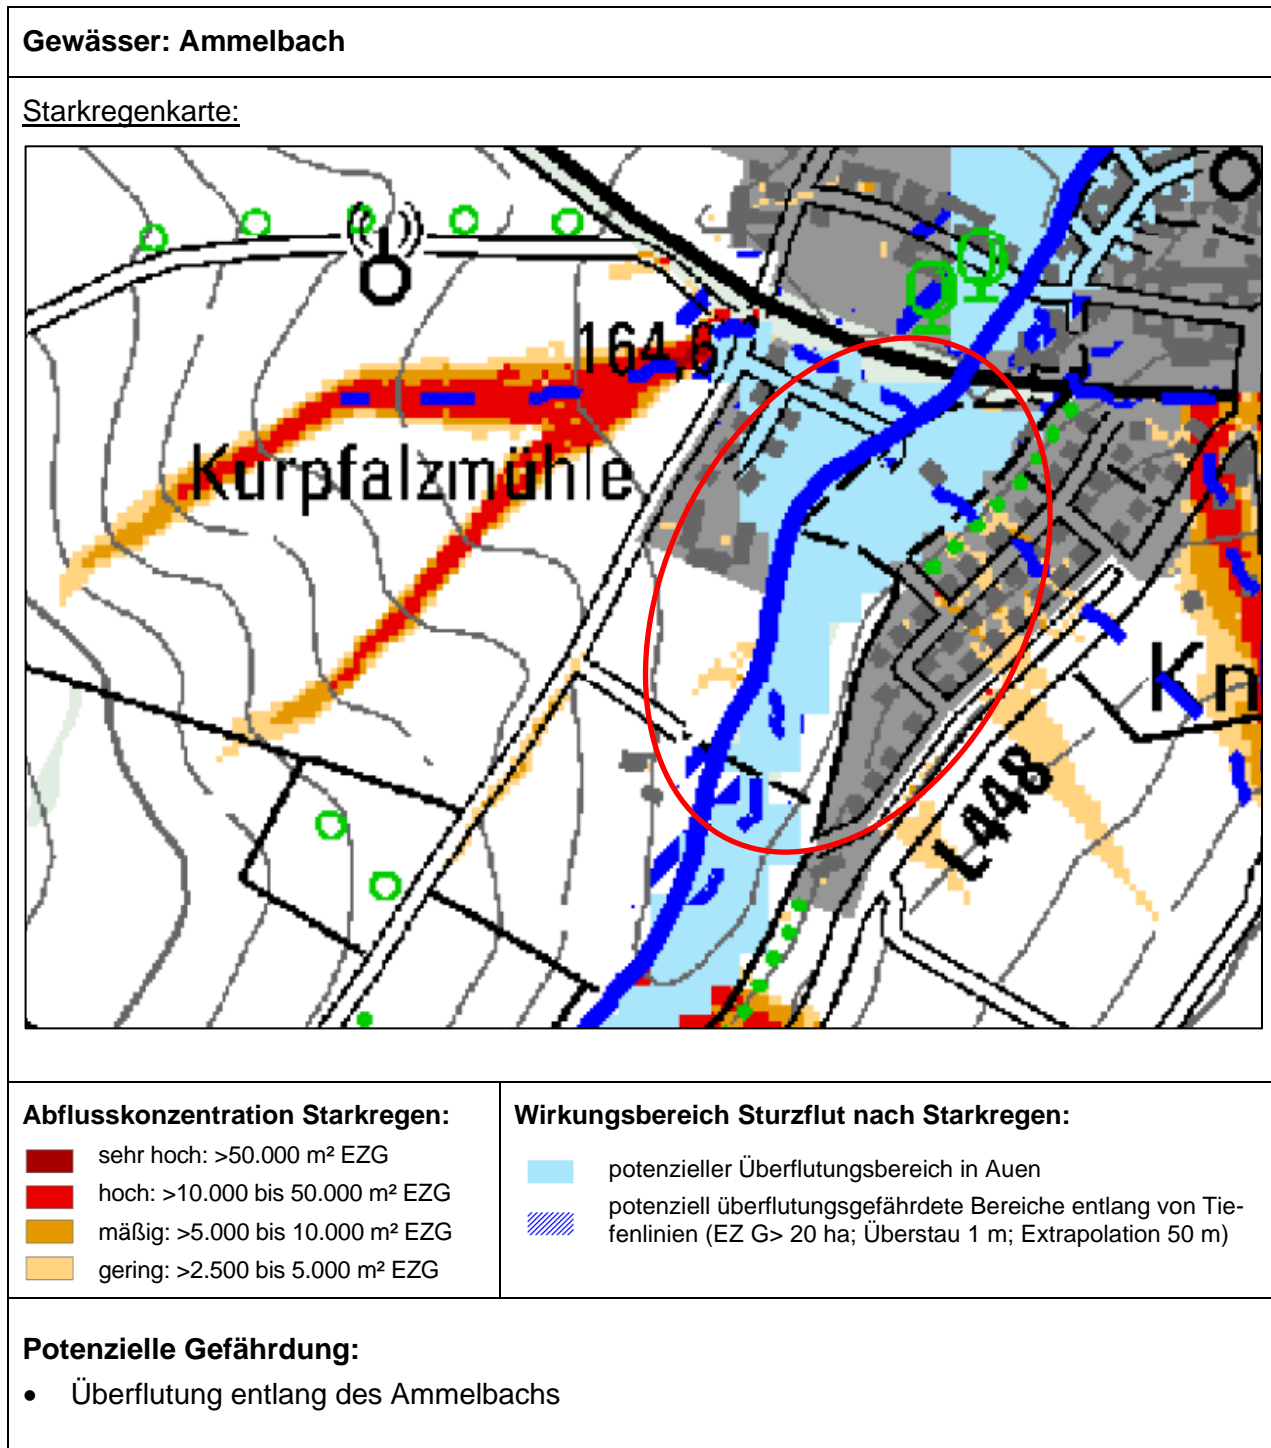 Gewässer: Ammelbach
Starkregenkarte:
164,6
Kurpfalzmühle
Kn
L448
Abflusskonzentration Starkregen:
sehr hoch: >50.000 m² EZG
hoch: >10.000 bis 50.000 m² EZG
mäßig: >5.000 bis 10.000 m² EZG
gering: >2.500 bis 5.000 m² EZG
Wirkungsbereich Sturzflut nach Starkregen:
potenzieller Überflutungsbereich in Auen
potenziell überflutungsgefährdete Bereiche entlang von Tie-
fenlinien (EZ G> 20 ha; Überstau 1 m; Extrapolation 50 m)
Potenzielle Gefährdung:
• Überflutung entlang des Ammelbachs